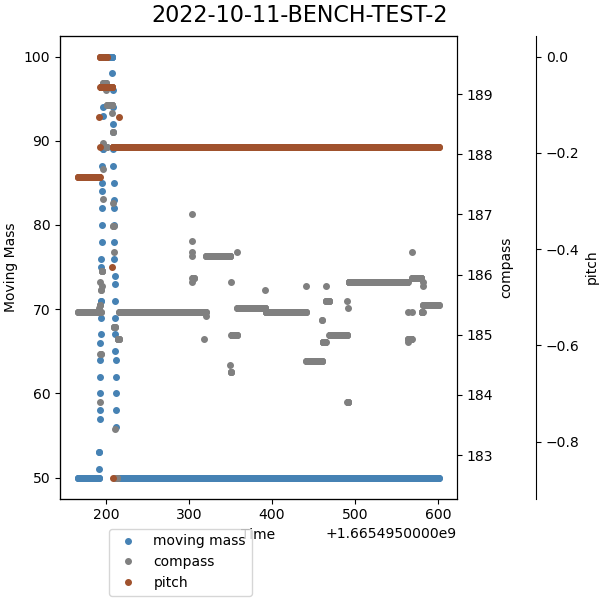 2022-10-11-BENCH-TEST-2
100
90
80
70
60
50
Moving Mass
189
188
187
186
185
184
183
compass
0.0
−0.2
−0.4
−0.6
−0.8
pitch
200 300 400 500 600
Time +1.6654950000e9
moving mass
compass
pitch